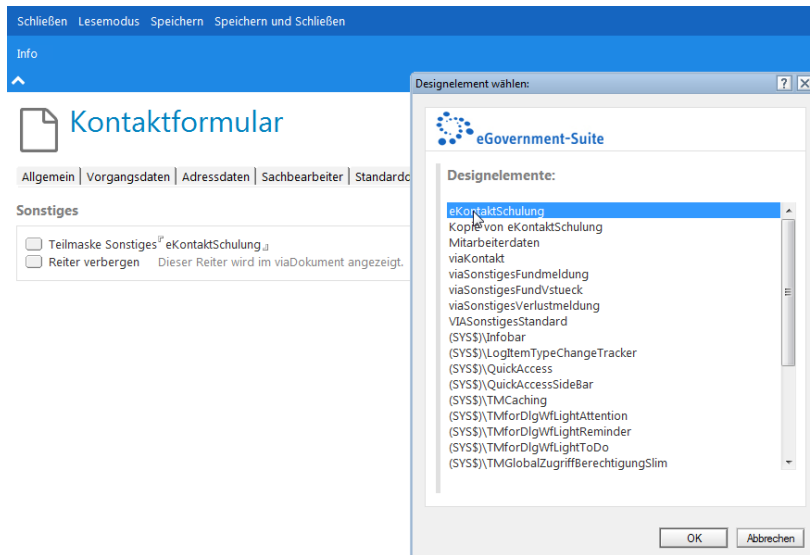 Schließen Lesemodus Speichern Speichern und Schließen
Info
Designelement wählen:
Kontaktformular
eGovernment-Suite
Allgemein | Vorgangsdaten | Adressdaten | Sachbearbeiter |
Designelemente:
Sonstiges
Teilmaske Sonstiges eKontaktSchulung
Reiter verbergen Dieser Reiter wird im viaDokument angezeigt.
eKontaktSchulung
Kopie von eKontaktSchulung
Mitarbeiterdaten
viaKontakt
viaSonstigesFundmeldung
viaSonstigesFundVstueck
viaSonstigesVerlustmeldung
VIASonstigesStandard
(SYS$)\Infobar
(SYS$)\LogItemTypeChangeTracker
(SYS$)\QuickAccess
(SYS$)\QuickAccessSideBar
(SYS$)\TMCaching
(SYS$)\TMforDlgWfLightAttention
(SYS$)\TMforDlgWfLightReminder
(SYS$)\TMforDlgWfLightToDo
(SYS$)\TMGlobalZugriffBerechtigungSlim
OK Abbrechen